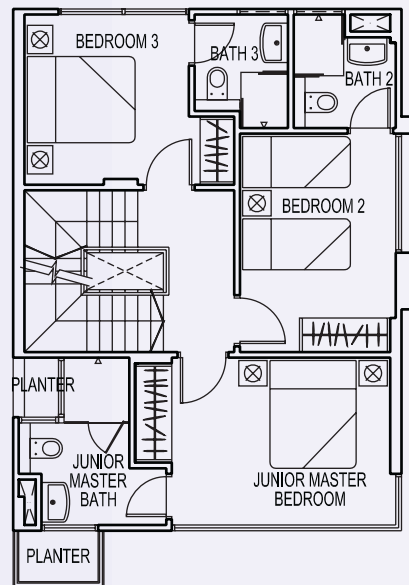 BEDROOM 3
BATH 3
BATH 2
BEDROOM 2
PLANTER
JUNIOR
MASTER
BATH
JUNIOR MASTER
BEDROOM
PLANTER